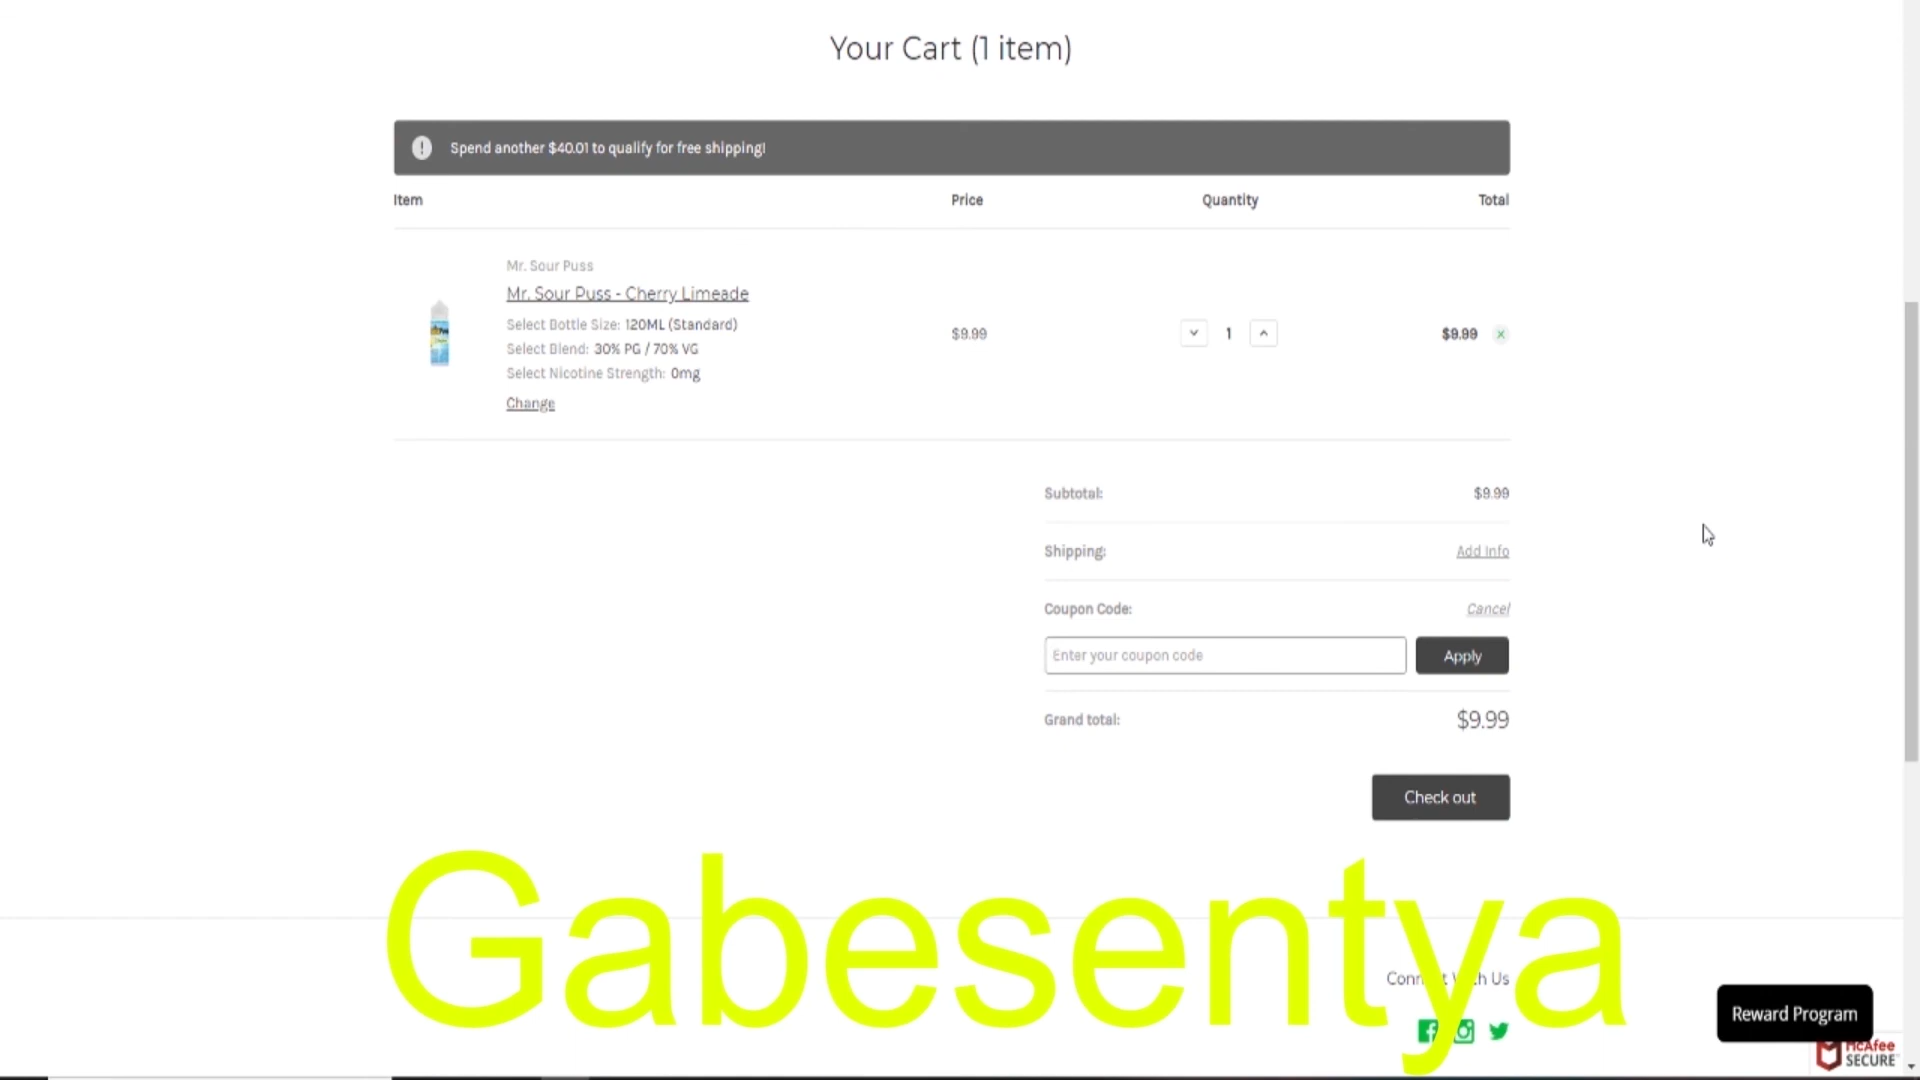 Your Cart (1 item)
Spend another $40.01 to qualify for free shipping!
Item Price Quantity Total
Mr. Sour Puss
Mr. Sour Puss - Cherry Limeade
Select Bottle Size: 120ML (Standard)
Select Blend: 30% PG / 70% VG
Select Nicotine Strength: 0mg
Change
$9.99 1 $9.99
Subtotal: $9.99
Shipping: Add Info
Coupon Code: Cancel
Enter your coupon code Apply
Grand total: $9.99
Check out
Gabesentya
Connect With Us
Reward Program
McAfee
SECURE